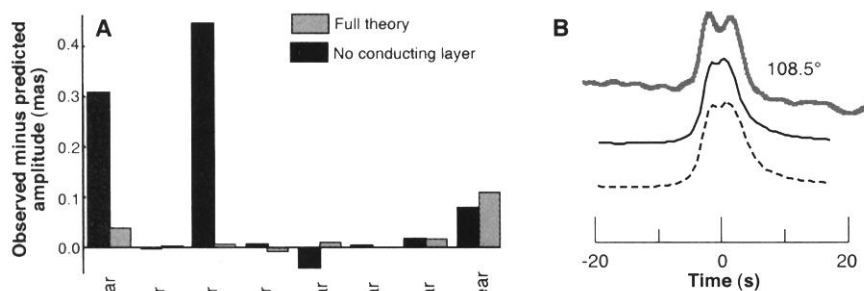 A
Full theory
No conducting layer
Observed minus predicted
amplitude (mas)
0.4
0.3
0.2
0.1
0.0
B
108.5°
-20
0
20
Time (s)